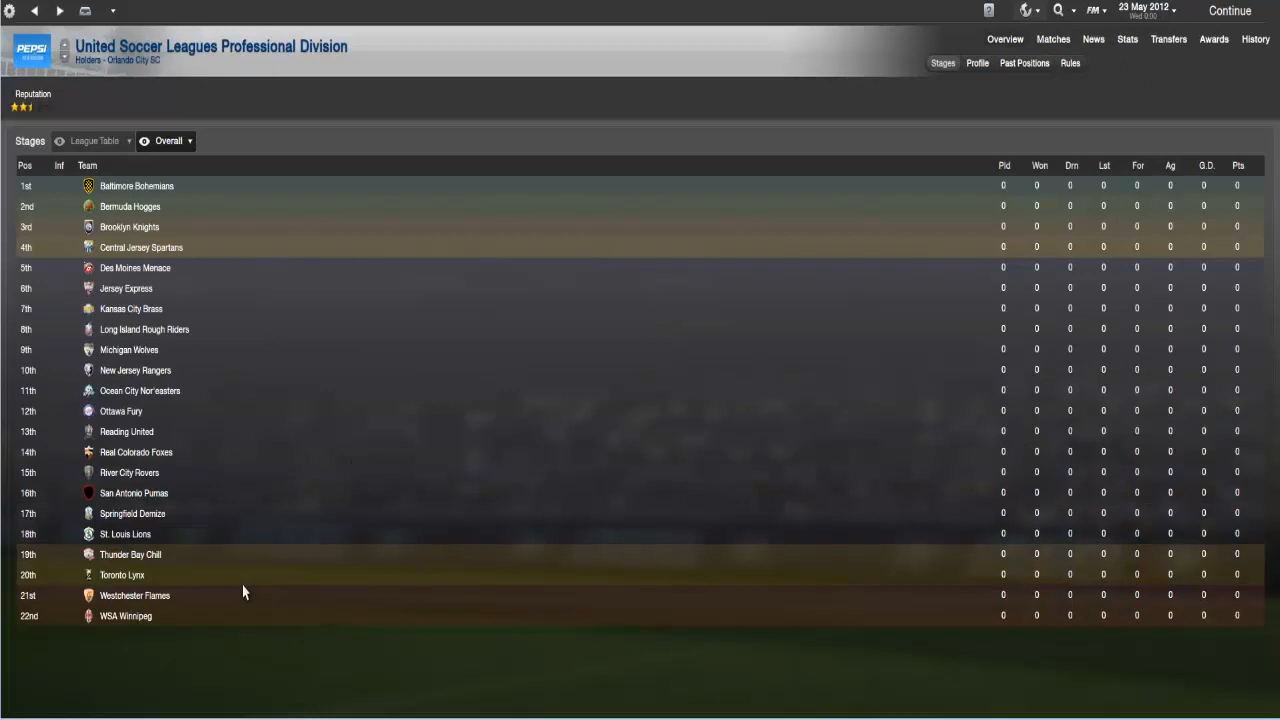 ? FM 23 May 2012 Continue
Wed 0:00
PEPSI United Soccer Leagues Professional Division
Holders - Orlando City SC
Overview Matches News Stats Transfers Awards History
Stages Profile Past Positions Rules
Reputation
Stages League Table Overall
Pos Inf Team Pld Won Drn Lst For Ag G.D. Pts
1st Baltimore Bohemians 0 0 0 0 0 0 0 0
2nd Bermuda Hogges 0 0 0 0 0 0 0 0
3rd Brooklyn Knights 0 0 0 0 0 0 0 0
4th Central Jersey Spartans 0 0 0 0 0 0 0 0
5th Des Moines Menace 0 0 0 0 0 0 0 0
6th Jersey Express 0 0 0 0 0 0 0 0
7th Kansas City Brass 0 0 0 0 0 0 0 0
8th Long Island Rough Riders 0 0 0 0 0 0 0 0
9th Michigan Wolves 0 0 0 0 0 0 0 0
10th New Jersey Rangers 0 0 0 0 0 0 0 0
11th Ocean City Nor'easters 0 0 0 0 0 0 0 0
12th Ottawa Fury 0 0 0 0 0 0 0 0
13th Reading United 0 0 0 0 0 0 0 0
14th Real Colorado Foxes 0 0 0 0 0 0 0 0
15th River City Rovers 0 0 0 0 0 0 0 0
16th San Antonio Pumas 0 0 0 0 0 0 0 0
17th Springfield Demize 0 0 0 0 0 0 0 0
18th St. Louis Lions 0 0 0 0 0 0 0 0
19th Thunder Bay Chill 0 0 0 0 0 0 0 0
20th Toronto Lynx 0 0 0 0 0 0 0 0
21st Westchester Flames 0 0 0 0 0 0 0 0
22nd WSA Winnipeg 0 0 0 0 0 0 0 0